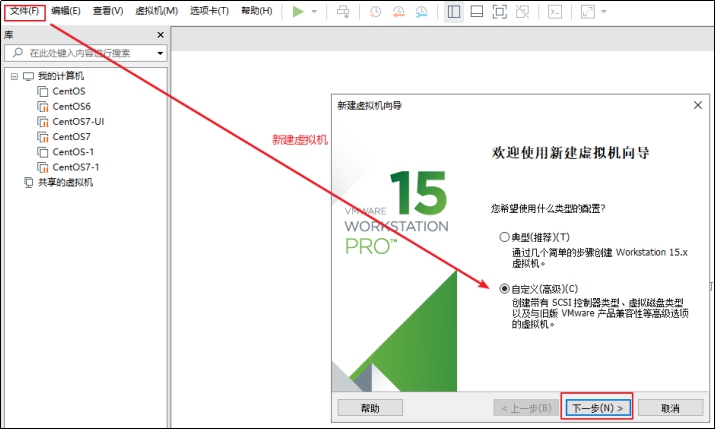 文件(F) 编辑(E) 查看(V) 虚拟机(M) 选项卡(T) 帮助(H)
库
在此处键入内容进行搜索
我的计算机
CentOS
CentOS6
CentOS7-UI
CentOS7
CentOS-1
CentOS7-1
共享的虚拟机
新建虚拟机
新建虚拟机向导
欢迎使用新建虚拟机向导
15
VMWARE
WORKSTATION
PRO™
您希望使用什么类型的配置?
典型(推荐)(T)
通过几个简单的步骤创建 Workstation 15.x
虚拟机。
自定义(高级)(C)
创建带有 SCSI 控制器类型、虚拟磁盘类型
以及与旧版 VMware 产品兼容性等高级选项
的虚拟机。
帮助
< 上一步(B)
下一步(N) >
取消